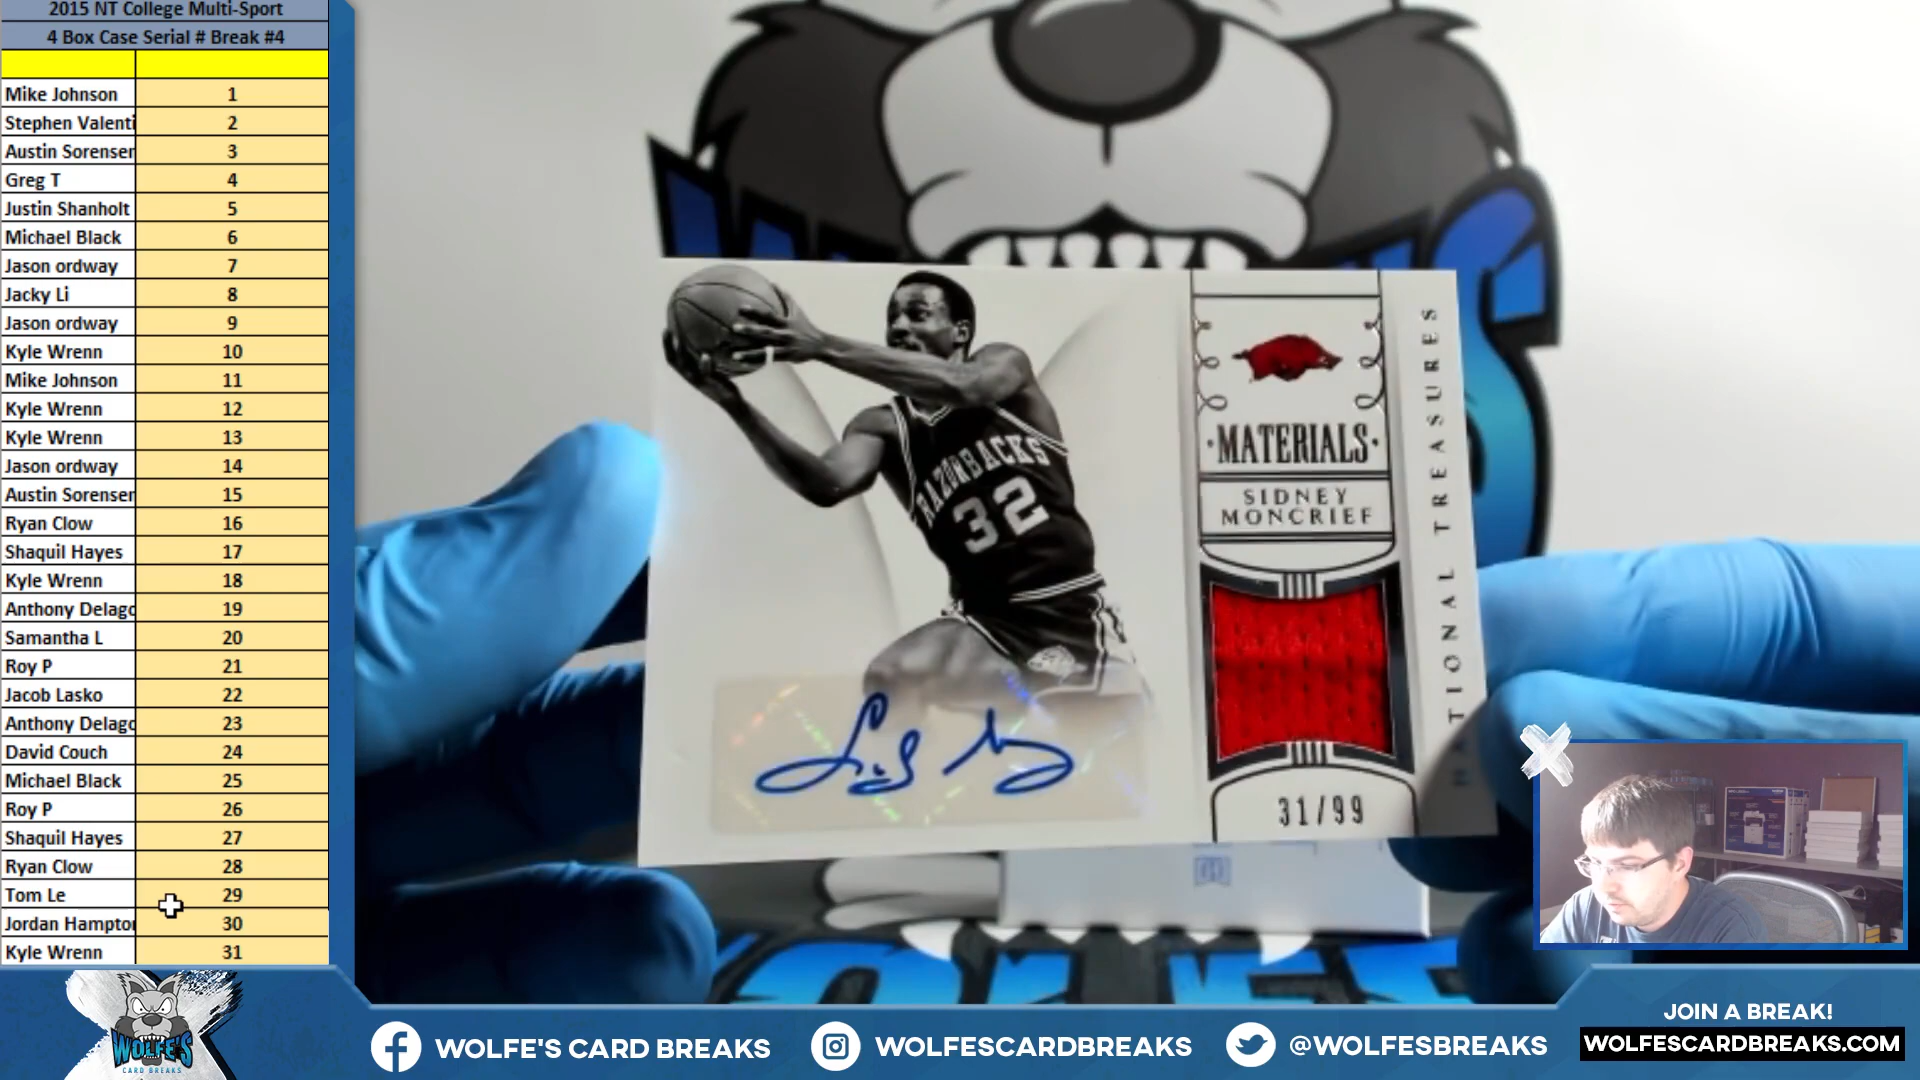 2015 NT College Multi-Sport
4 Box Case Serial # Break #4
Mike Johnson 1
Stephen Valenti 2
Austin Sorensen 3
Greg T 4
Justin Shanholt 5
Michael Black 6
Jason ordway 7
Jacky Li 8
Jason ordway 9
Kyle Wrenn 10
Mike Johnson 11
Kyle Wrenn 12
Kyle Wrenn 13
Jason ordway 14
Austin Sorensen 15
Ryan Clow 16
Shaquil Hayes 17
Kyle Wrenn 18
Anthony Delago 19
Samantha L 20
Roy P 21
Jacob Lasko 22
Anthony Delago 23
David Couch 24
Michael Black 25
Roy P 26
Shaquil Hayes 27
Ryan Clow 28
Tom Le 29
Jordan Hampton 30
Kyle Wrenn 31
RAZORBACKS
32
MATERIALS
SIDNEY
MONCRIEF
31/99
NATIONAL TREASURES
WOLFE'S
CARD BREAKS
WOLFE'S CARD BREAKS
WOLFESCARDBREAKS
@WOLFESBREAKS
JOIN A BREAK!
WOLFESCARDBREAKS.COM